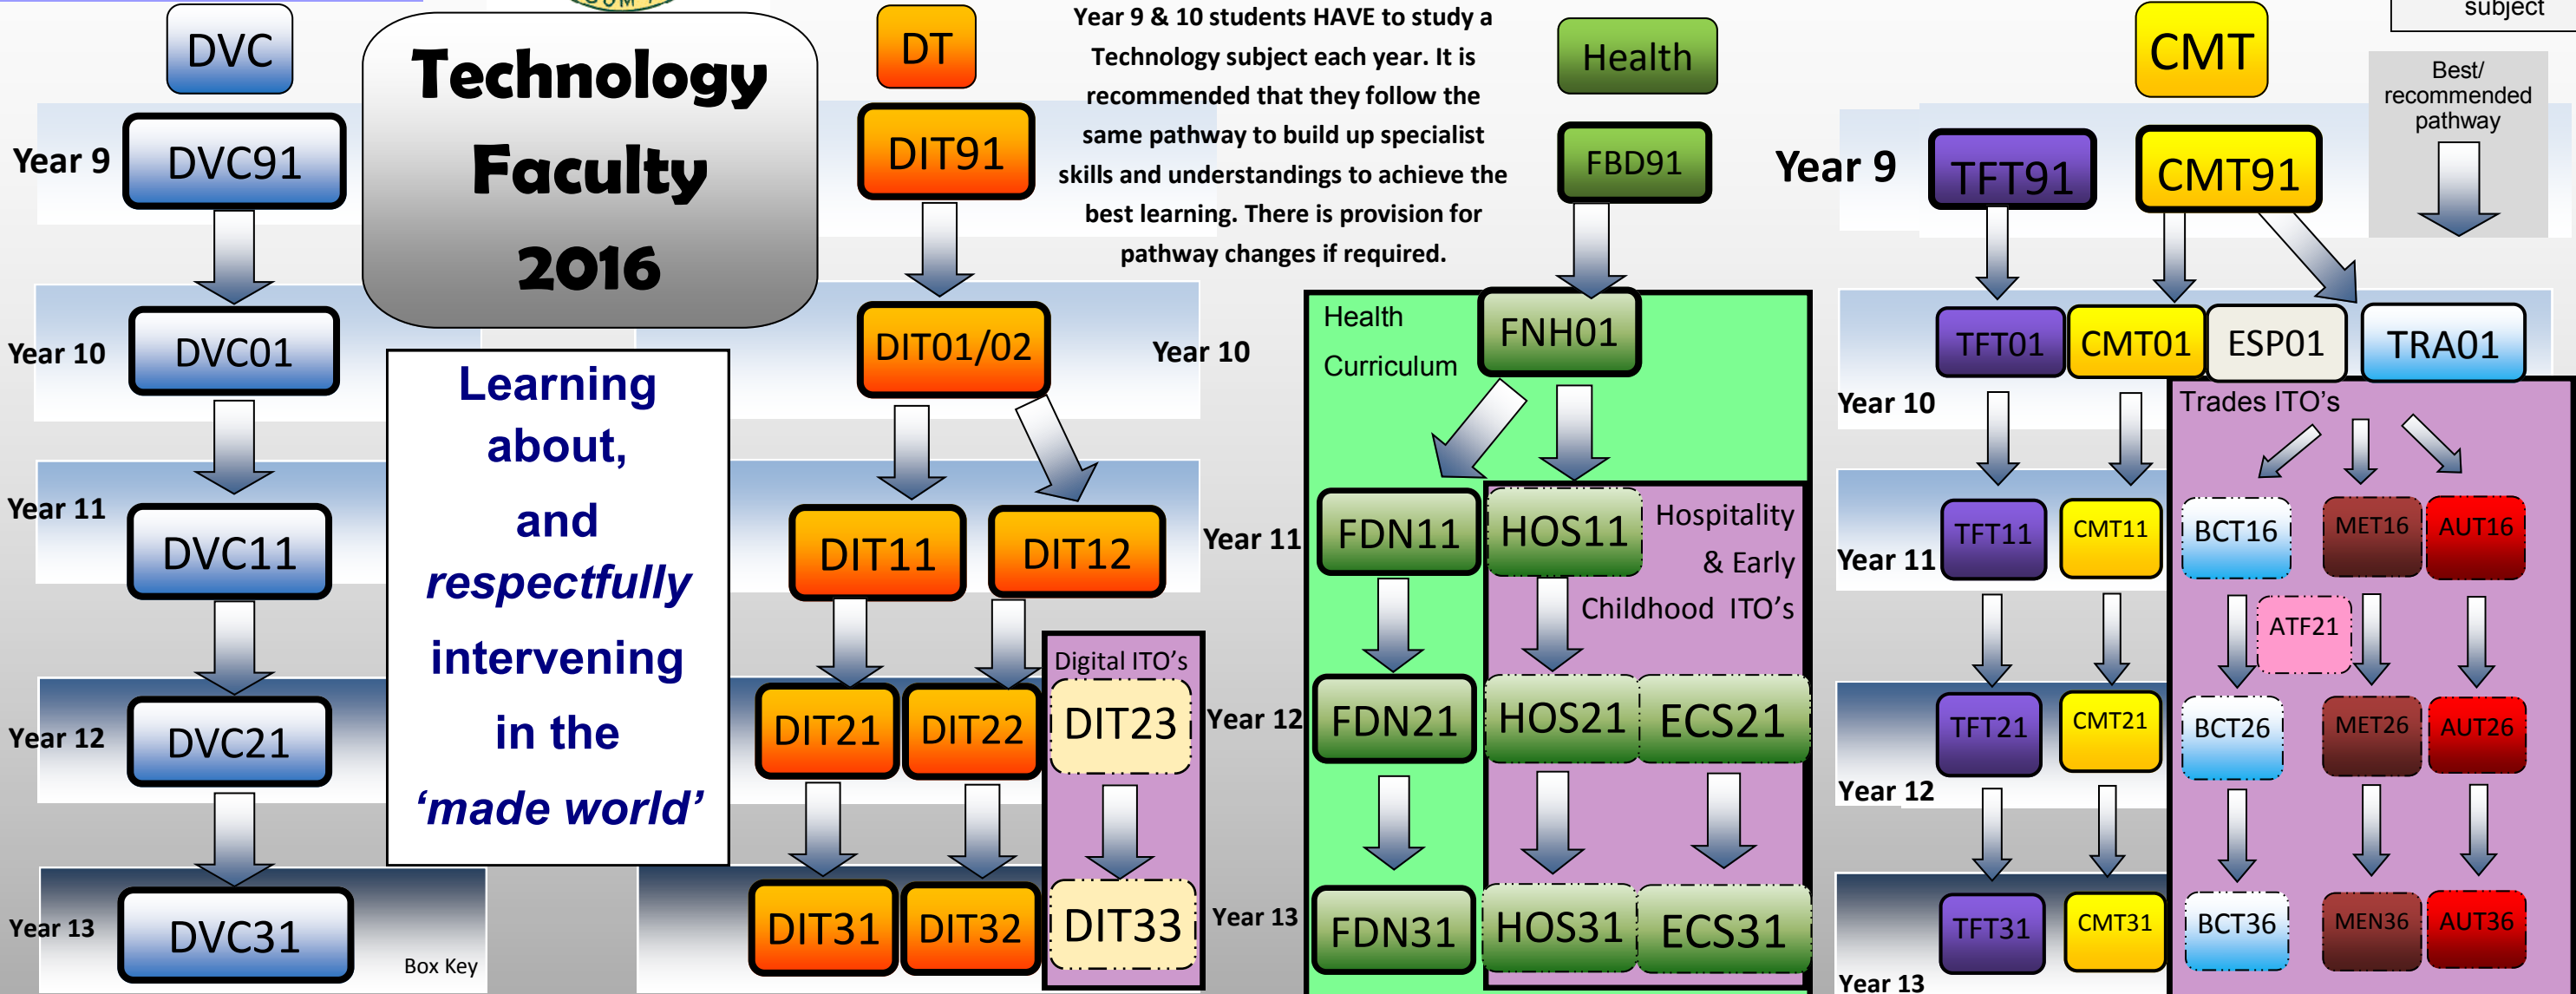 DVC
Technology
Faculty
2016
DT
Year 9 & 10 students HAVE to study a
Technology subject each year. It is
recommended that they follow the
same pathway to build up specialist
skills and understandings to achieve the
best learning. There is provision for
pathway changes if required.
Health
CMT
subject
Best/
recommended
pathway
Year 9
DVC91
DIT91
FBD91
Year 9
TFT91
CMT91
Year 10
DVC01
DIT01/02
Year 10
Health
Curriculum
FNH01
TFT01
CMT01
ESP01
TRA01
Year 10
Trades ITO's
Learning
about,
and
respectfully
intervening
in the
‘made world’
Year 11
DVC11
DIT11
DIT12
Year 11
FDN11
HOS11
Hospitality
& Early
Childhood ITO's
Year 11
TFT11
CMT11
BCT16
MET16
AUT16
ATF21
Digital ITO's
Year 12
DVC21
DIT21
DIT22
DIT23
Year 12
FDN21
HOS21
ECS21
Year 12
TFT21
CMT21
BCT26
MET26
AUT26
Year 13
DVC31
Box Key
DIT31
DIT32
DIT33
Year 13
FDN31
HOS31
ECS31
Year 13
TFT31
CMT31
BCT36
MEN36
AUT36